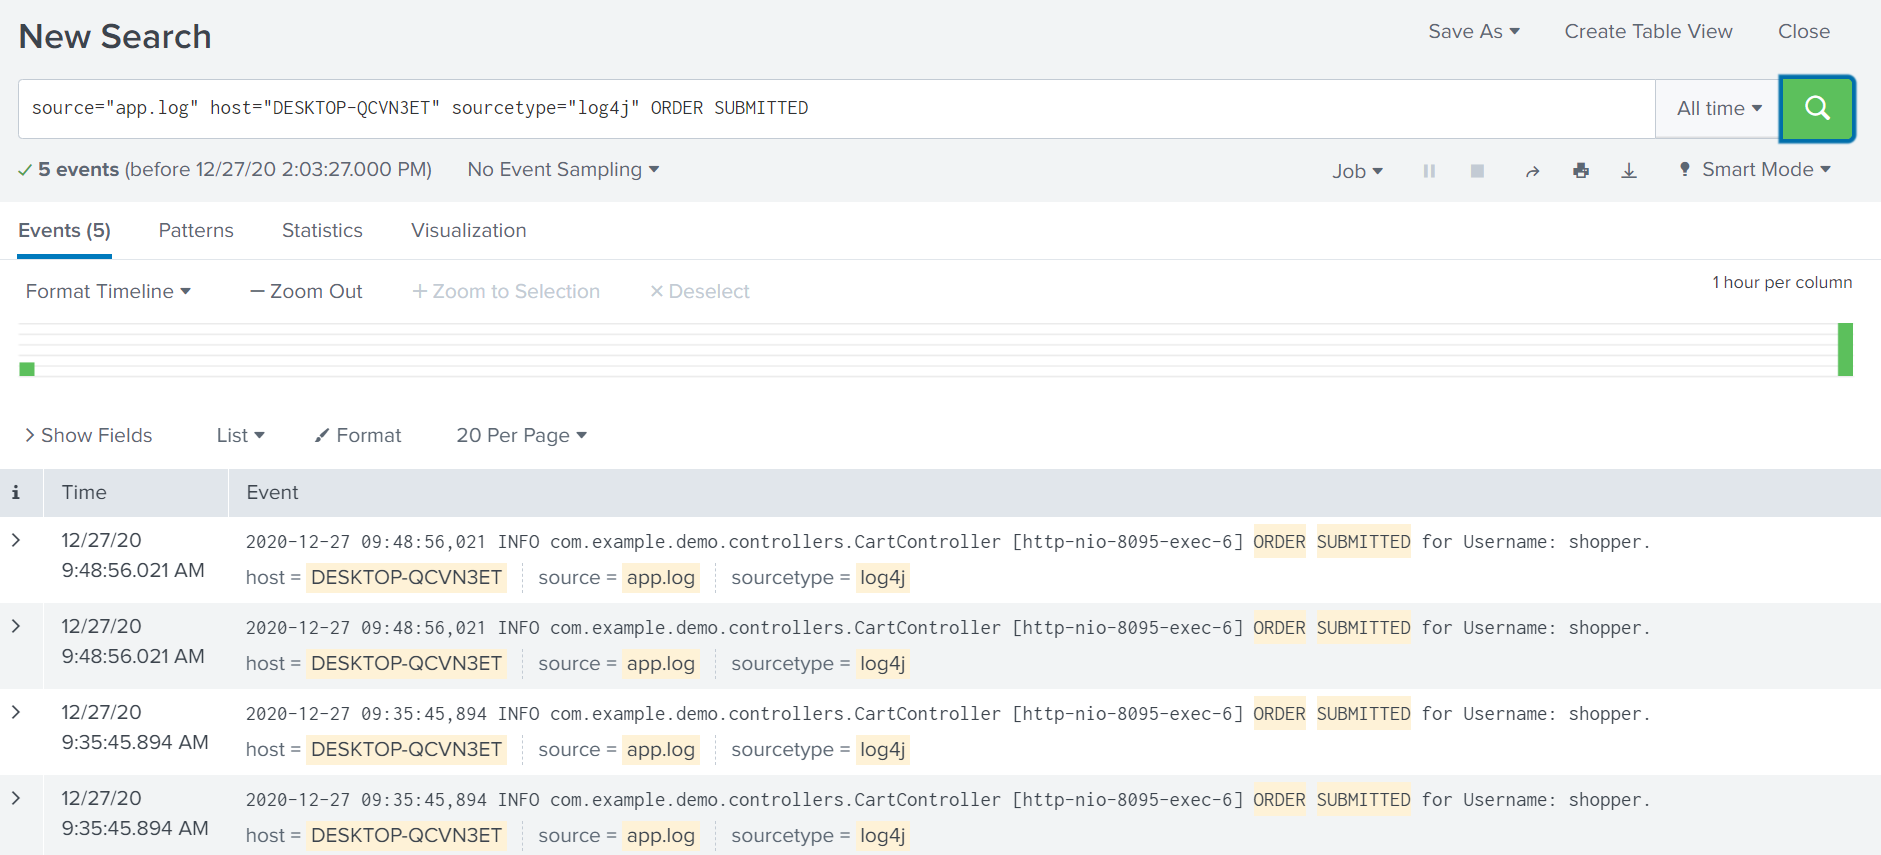 New Search
Save As Create Table View Close
source="app.log" host="DESKTOP-QCVN3ET" sourcetype="log4j" ORDER SUBMITTED
All time
5 events (before 12/27/20 2:03:27.000 PM) No Event Sampling
Job Smart Mode
Events (5) Patterns Statistics Visualization
Format Timeline — Zoom Out + Zoom to Selection × Deselect
1 hour per column
> Show Fields List Format 20 Per Page
i Time Event
12/27/20
9:48:56.021 AM
2020-12-27 09:48:56,021 INFO com.example.demo.controllers.CartController [http-nio-8095-exec-6] ORDER SUBMITTED for Username: shopper.
host = DESKTOP-QCVN3ET source = app.log sourcetype = log4j
12/27/20
9:48:56.021 AM
2020-12-27 09:48:56,021 INFO com.example.demo.controllers.CartController [http-nio-8095-exec-6] ORDER SUBMITTED for Username: shopper.
host = DESKTOP-QCVN3ET source = app.log sourcetype = log4j
12/27/20
9:35:45.894 AM
2020-12-27 09:35:45,894 INFO com.example.demo.controllers.CartController [http-nio-8095-exec-6] ORDER SUBMITTED for Username: shopper.
host = DESKTOP-QCVN3ET source = app.log sourcetype = log4j
12/27/20
9:35:45.894 AM
2020-12-27 09:35:45,894 INFO com.example.demo.controllers.CartController [http-nio-8095-exec-6] ORDER SUBMITTED for Username: shopper.
host = DESKTOP-QCVN3ET source = app.log sourcetype = log4j